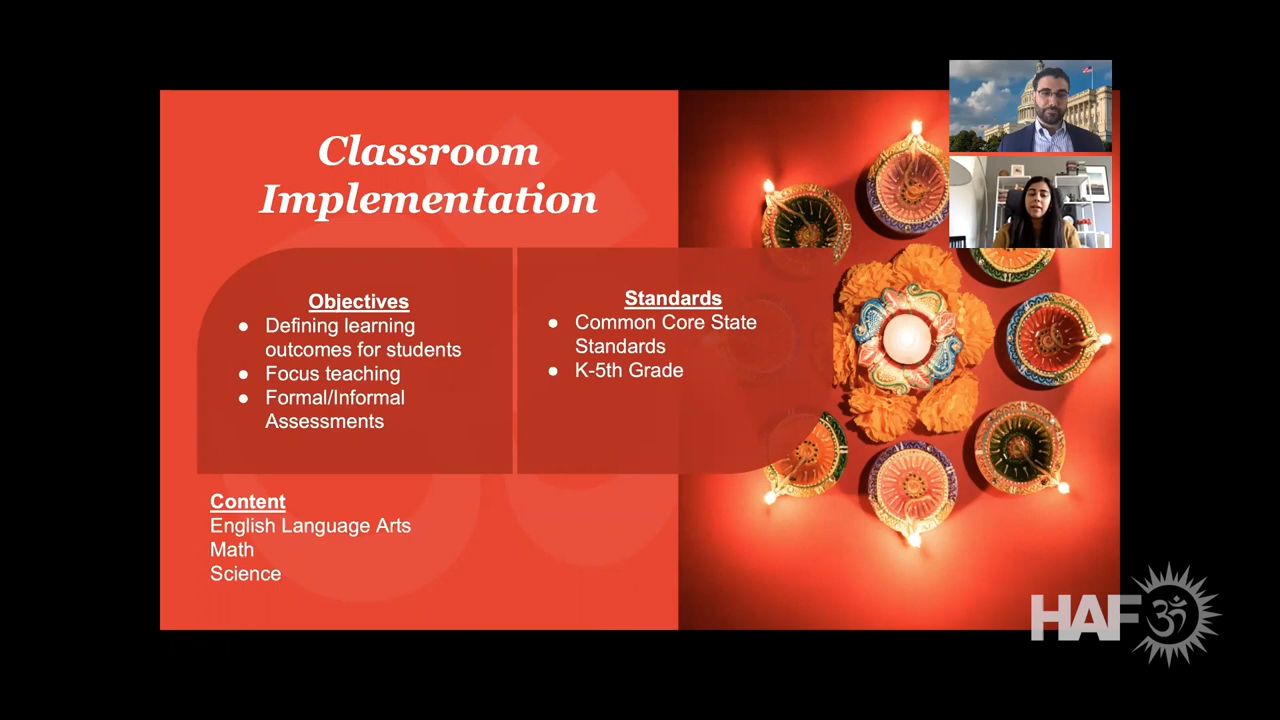 Classroom
Implementation
Objectives
● Defining learning
outcomes for students
● Focus teaching
● Formal/Informal
Assessments
Standards
● Common Core State
Standards
● K-5th Grade
Content
English Language Arts
Math
Science
HAF ॐ